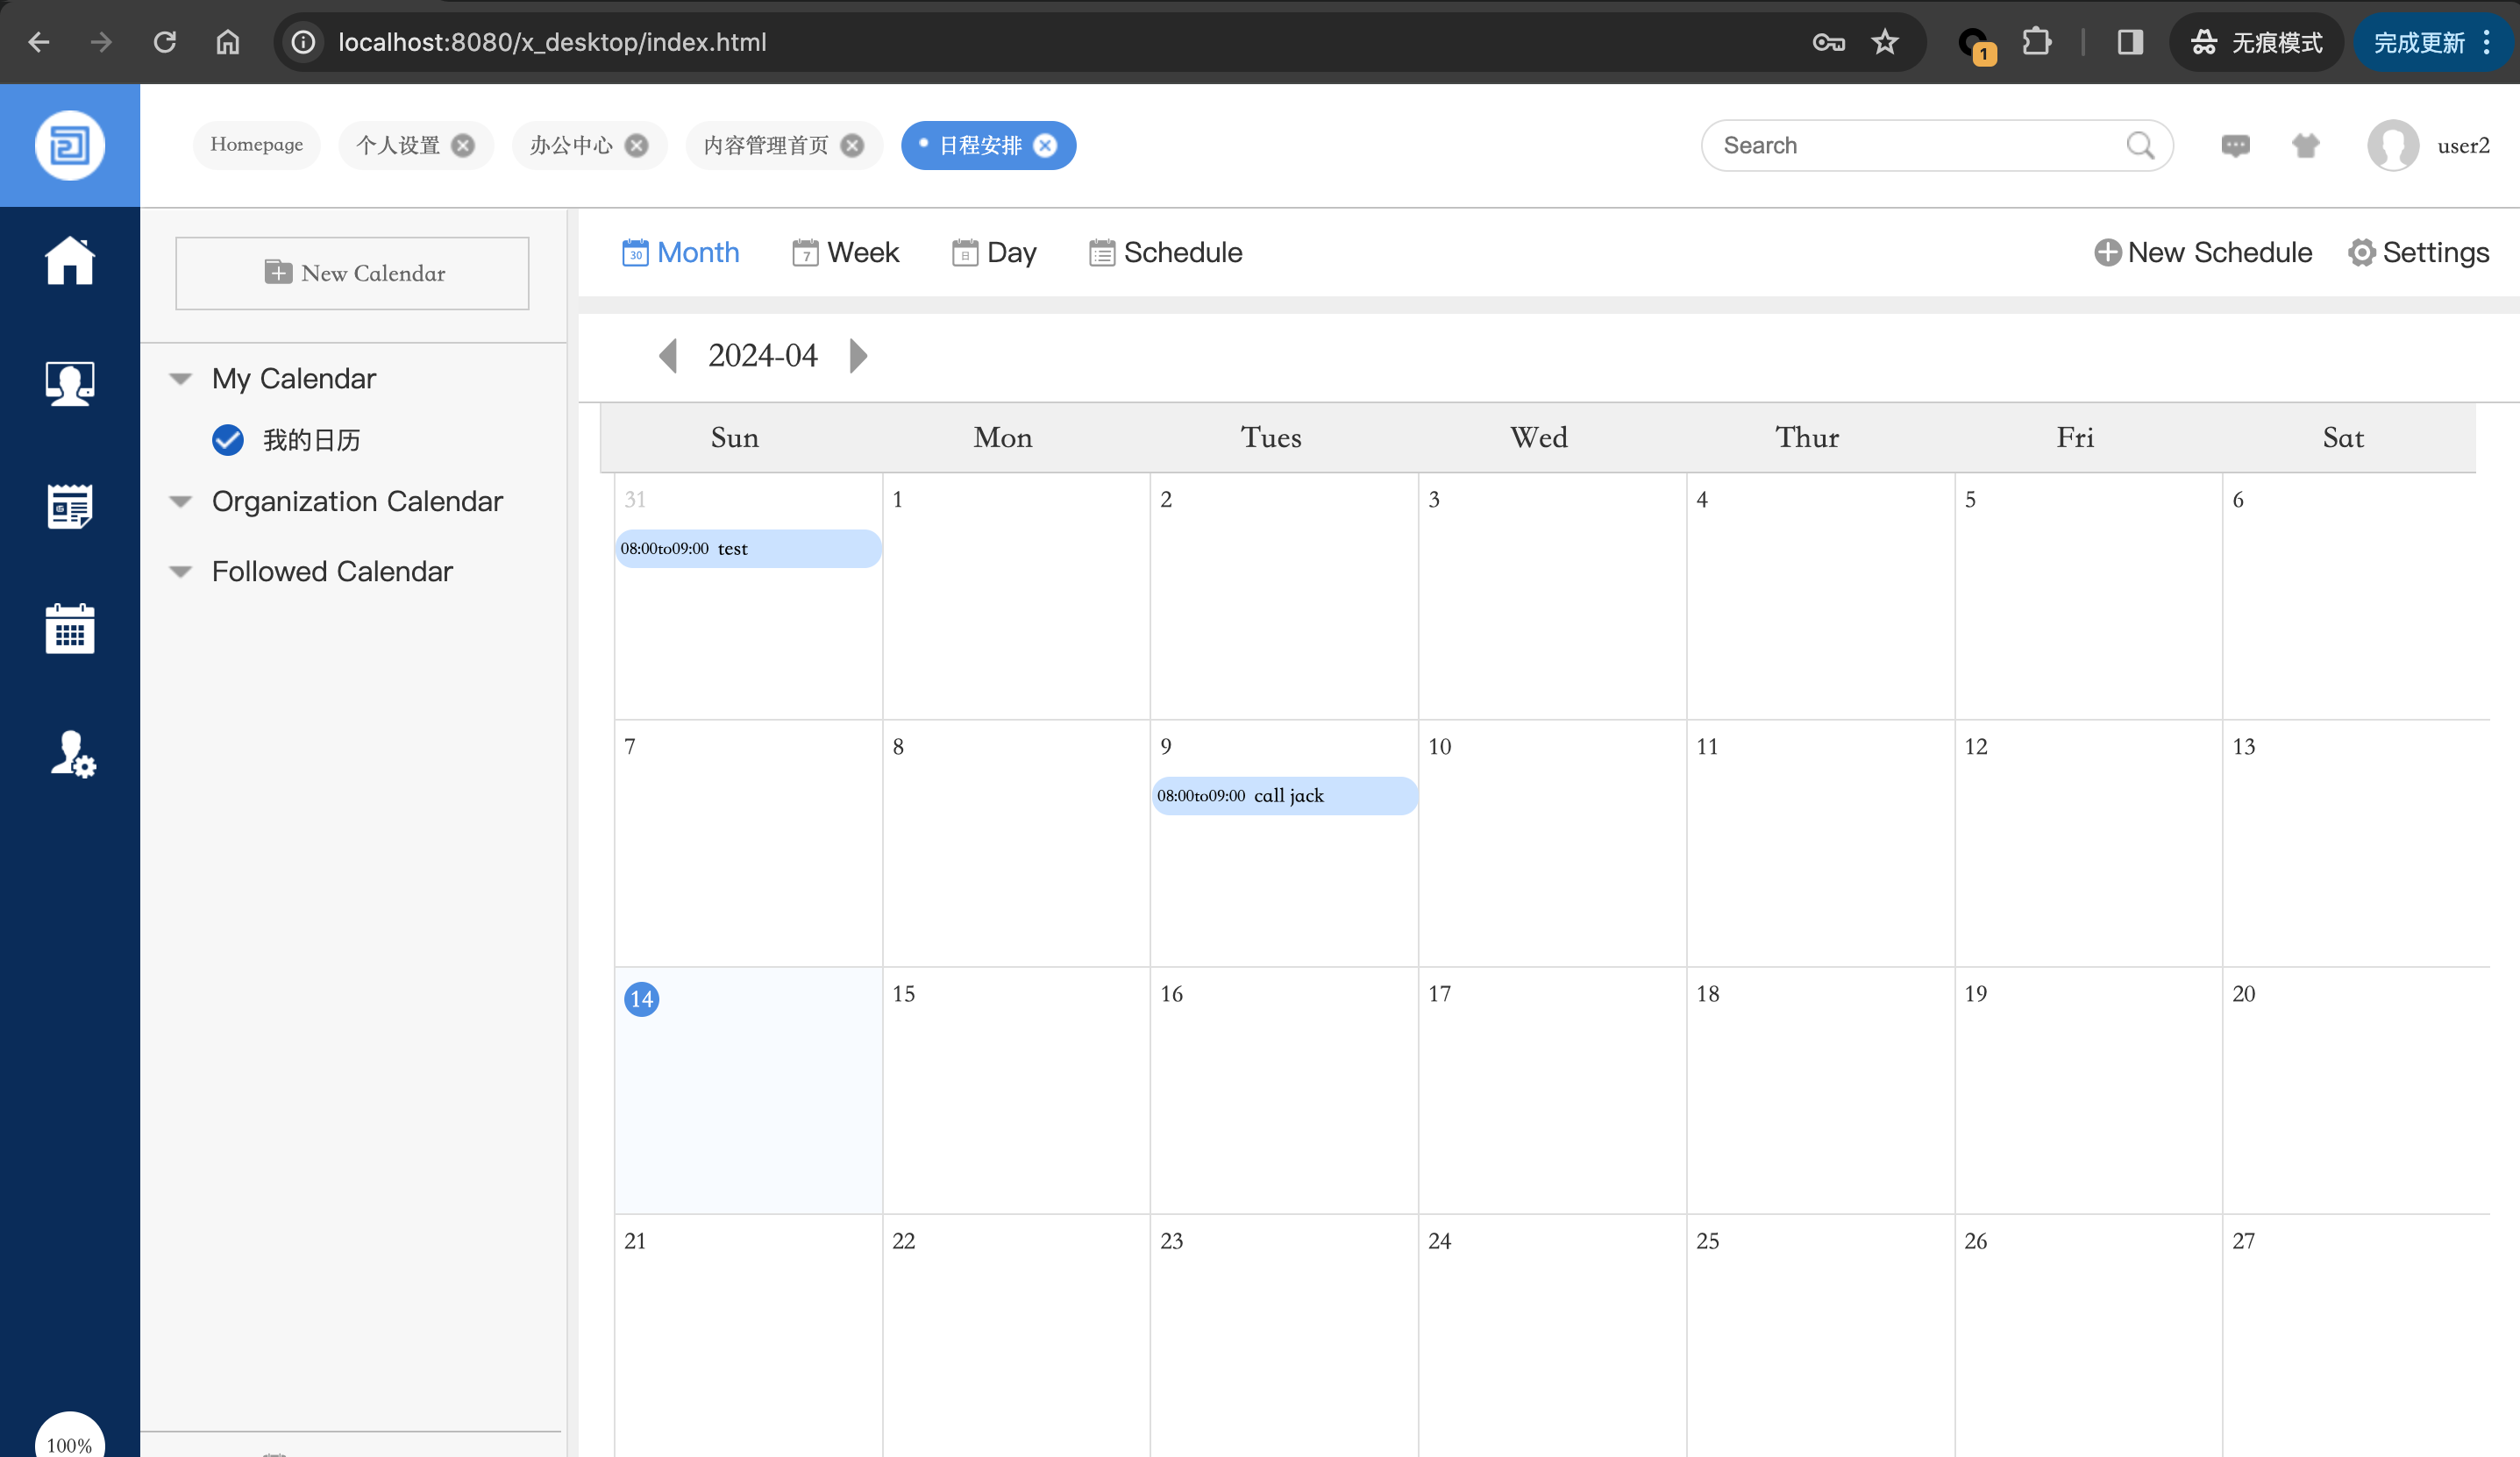 localhost:8080/x_desktop/index.html
1
无痕模式
完成更新
Homepage
个人设置
办公中心
内容管理首页
日程安排
Search
user2
New Calendar
My Calendar
我的日历
Organization Calendar
Followed Calendar
30 Month
7 Week
日 Day
Schedule
New Schedule
Settings
2024-04
Sun Mon Tues Wed Thur Fri Sat
31 1 2 3 4 5 6
08:00to09:00 test
7 8 9 10 11 12 13
08:00to09:00 call jack
14 15 16 17 18 19 20
21 22 23 24 25 26 27
100%